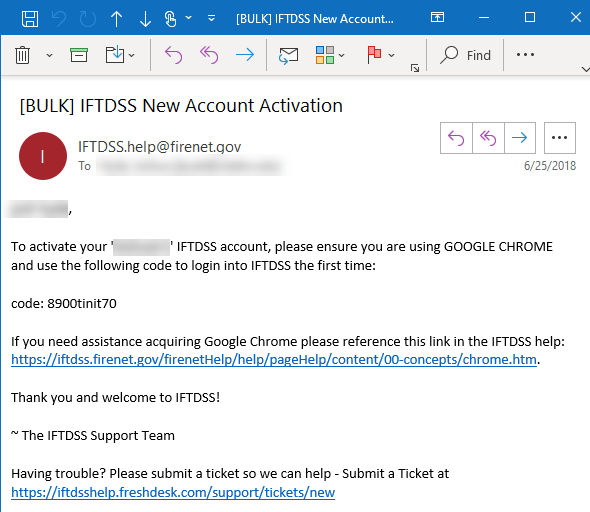 [BULK] IFTDSS New Account...
Find
[BULK] IFTDSS New Account Activation
I
IFTDSS.help@firenet.gov
To
6/25/2018
,
To activate your '' IFTDSS account, please ensure you are using GOOGLE CHROME
and use the following code to login into IFTDSS the first time:
code: 8900tinit70
If you need assistance acquiring Google Chrome please reference this link in the IFTDSS help:
https://iftdss.firenet.gov/firenetHelp/help/pageHelp/content/00-concepts/chrome.htm.
Thank you and welcome to IFTDSS!
~ The IFTDSS Support Team
Having trouble? Please submit a ticket so we can help - Submit a Ticket at
https://iftdsshelp.freshdesk.com/support/tickets/new